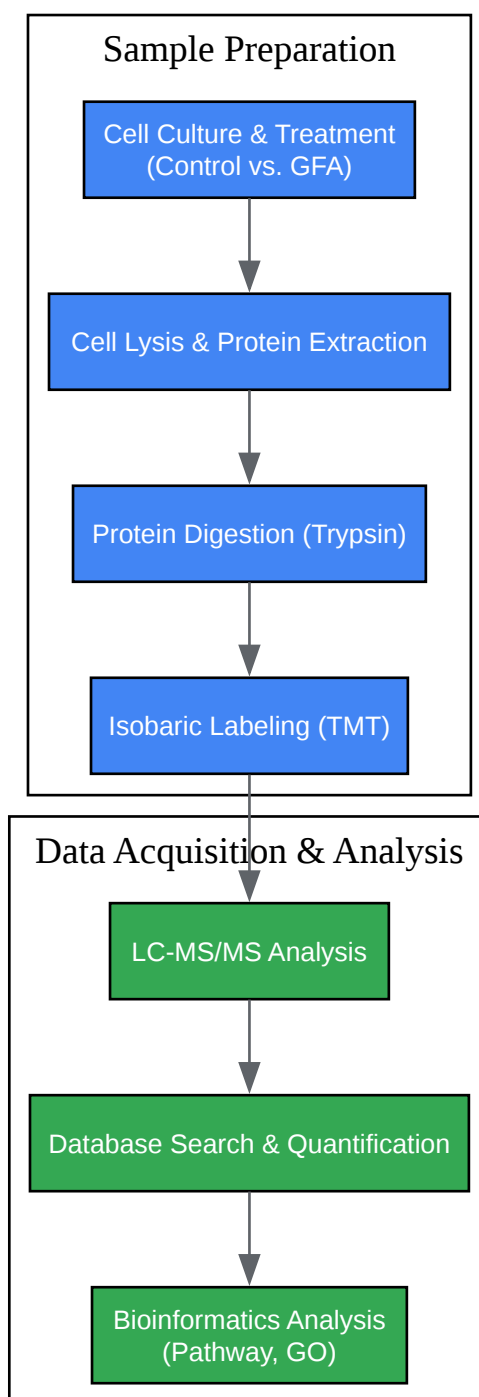 Sample Preparation
Cell Culture & Treatment
(Control vs. GFA)
Cell Lysis & Protein Extraction
Protein Digestion (Trypsin)
Isobaric Labeling (TMT)
Data Acquisition & Analysis
LC-MS/MS Analysis
Database Search & Quantification
Bioinformatics Analysis
(Pathway, GO)